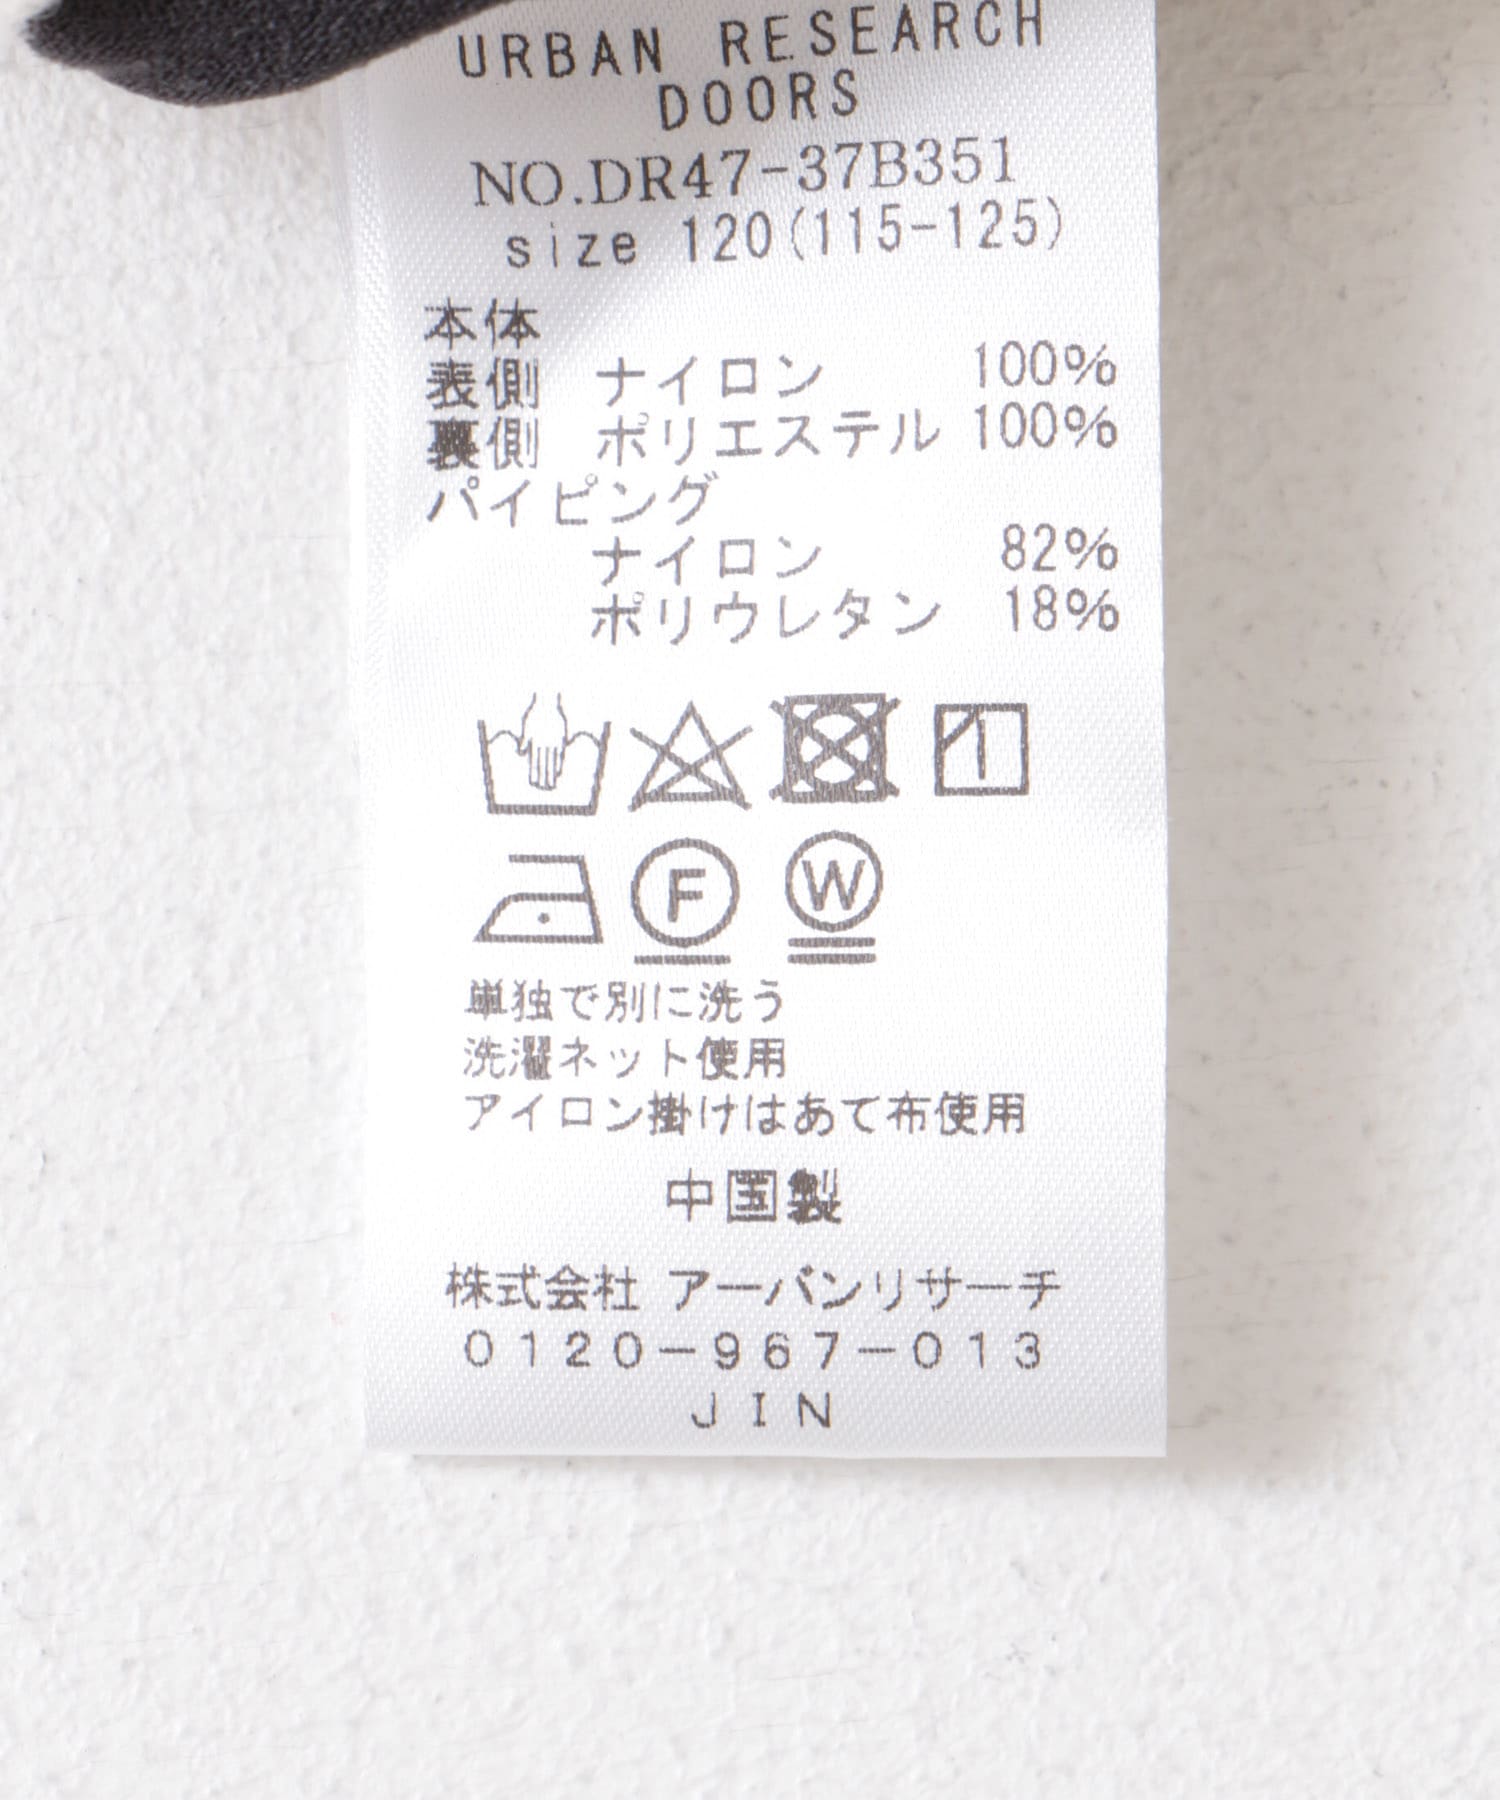 URBAN RESEARCH
DOORS
NO.DR47-37B351
size 120(115-125)
本体
表側 ナイロン 100%
裏側 ポリエステル 100%
パイピング
ナイロン 82%
ポリウレタン 18%
F W
単独で別に洗う
洗濯ネット使用
アイロン掛けはあて布使用
中国製
株式会社 アーバンリサーチ
0120-967-013
JIN